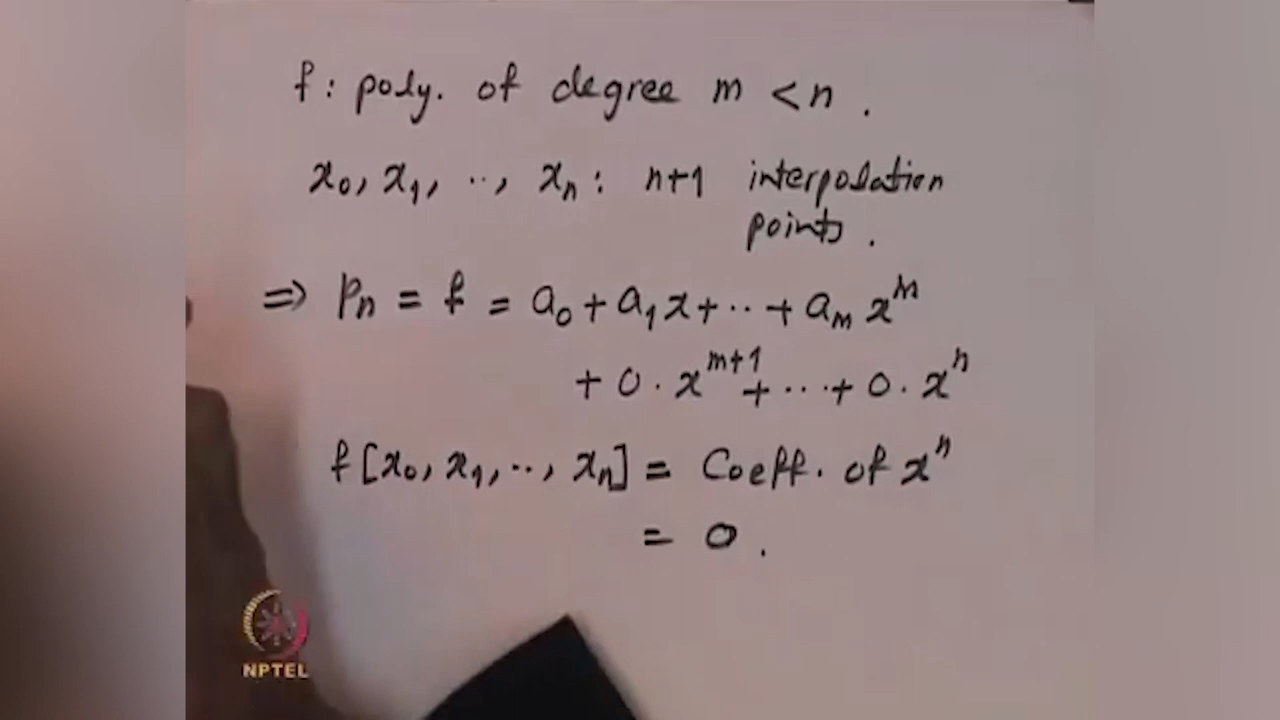 f : poly. of degree m < n .
x₀, x₁, .., xₙ : n+1 interpolation
points .
⇒ pₙ = f = a₀ + a₁x + ·· + aₘ xᵐ
+ 0 · xᵐ⁺¹ + ··· + 0 · xⁿ
f [x₀, x₁, .., xₙ] = Coeff. of xⁿ
= 0 .
NPTEL